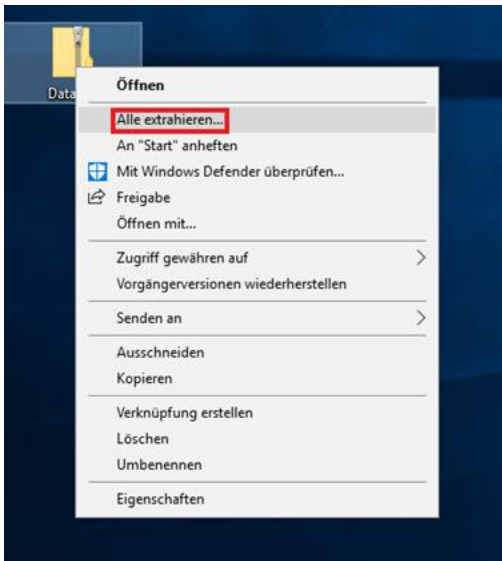 Data
Öffnen
Alle extrahieren...
An "Start" anheften
Mit Windows Defender überprüfen...
Freigabe
Öffnen mit...
Zugriff gewähren auf
Vorgängerversionen wiederherstellen
Senden an
Ausschneiden
Kopieren
Verknüpfung erstellen
Löschen
Umbenennen
Eigenschaften